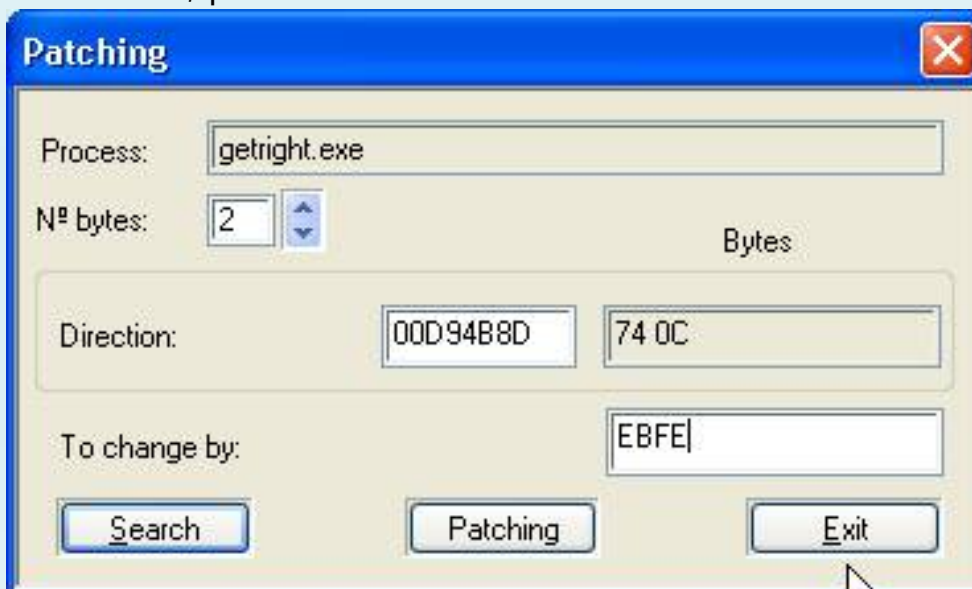 Patching
Process: getright.exe
Nº bytes: 2
Bytes
Direction: 00D94B8D 74 0C
To change by: EBFE
Search Patching Exit